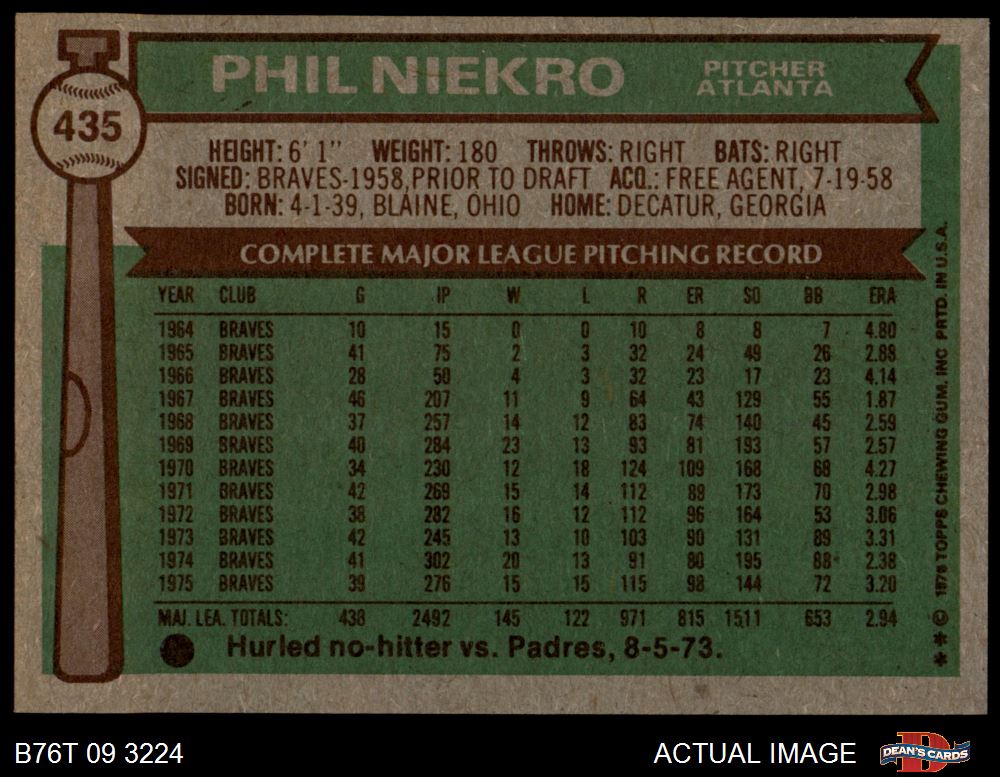 435
PHIL NIEKRO
PITCHER
ATLANTA
HEIGHT: 6' 1" WEIGHT: 180 THROWS: RIGHT BATS: RIGHT
SIGNED: BRAVES-1958, PRIOR TO DRAFT ACQ.: FREE AGENT, 7-19-58
BORN: 4-1-39, BLAINE, OHIO HOME: DECATUR, GEORGIA
COMPLETE MAJOR LEAGUE PITCHING RECORD
YEAR CLUB G IP W L R ER SO BB ERA
1964 BRAVES 10 15 0 0 10 8 8 7 4.80
1965 BRAVES 41 75 2 3 32 24 49 26 2.88
1966 BRAVES 28 50 4 3 32 23 17 23 4.14
1967 BRAVES 46 207 11 9 64 43 129 55 1.87
1968 BRAVES 37 257 14 12 83 74 140 45 2.59
1969 BRAVES 40 284 23 13 93 81 193 57 2.57
1970 BRAVES 34 230 12 18 124 109 168 68 4.27
1971 BRAVES 42 269 15 14 112 89 173 70 2.98
1972 BRAVES 38 282 16 12 112 96 164 53 3.06
1973 BRAVES 42 245 13 10 103 90 131 89 3.31
1974 BRAVES 41 302 20 13 91 80 195 88 2.38
1975 BRAVES 39 276 15 15 115 98 144 72 3.20
MAJ. LEA. TOTALS: 438 2492 145 122 971 815 1511 653 2.94
Hurled no-hitter vs. Padres, 8-5-73.
** © 1976 TOPPS CHEWING GUM, INC PRTD. IN U.S.A.
B76T 09 3224
ACTUAL IMAGE
DEAN'S CARDS